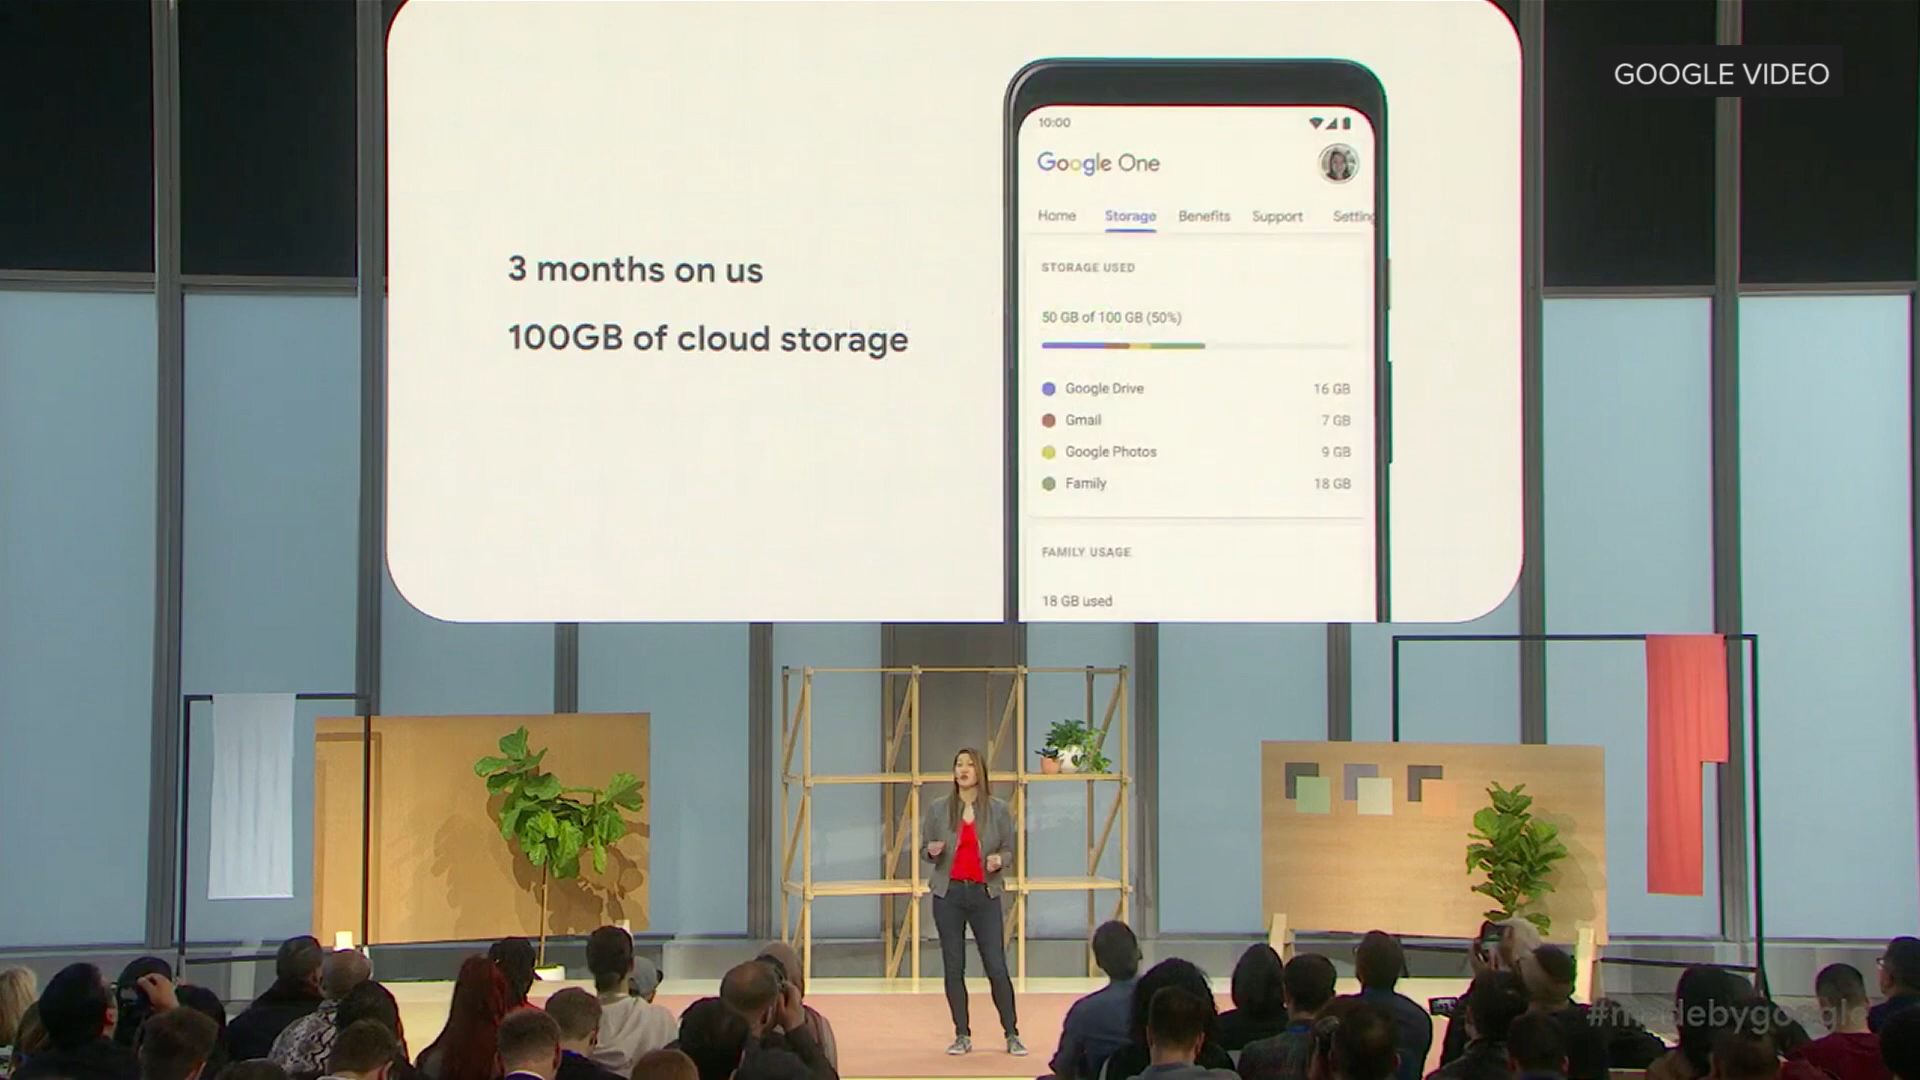 GOOGLE VIDEO
3 months on us
100GB of cloud storage
10:00
Google One
Home Storage Benefits Support Setting
STORAGE USED
50 GB of 100 GB (50%)
Google Drive 16 GB
Gmail 7 GB
Google Photos 9 GB
Family 18 GB
FAMILY USAGE
18 GB used
#madebygoogle